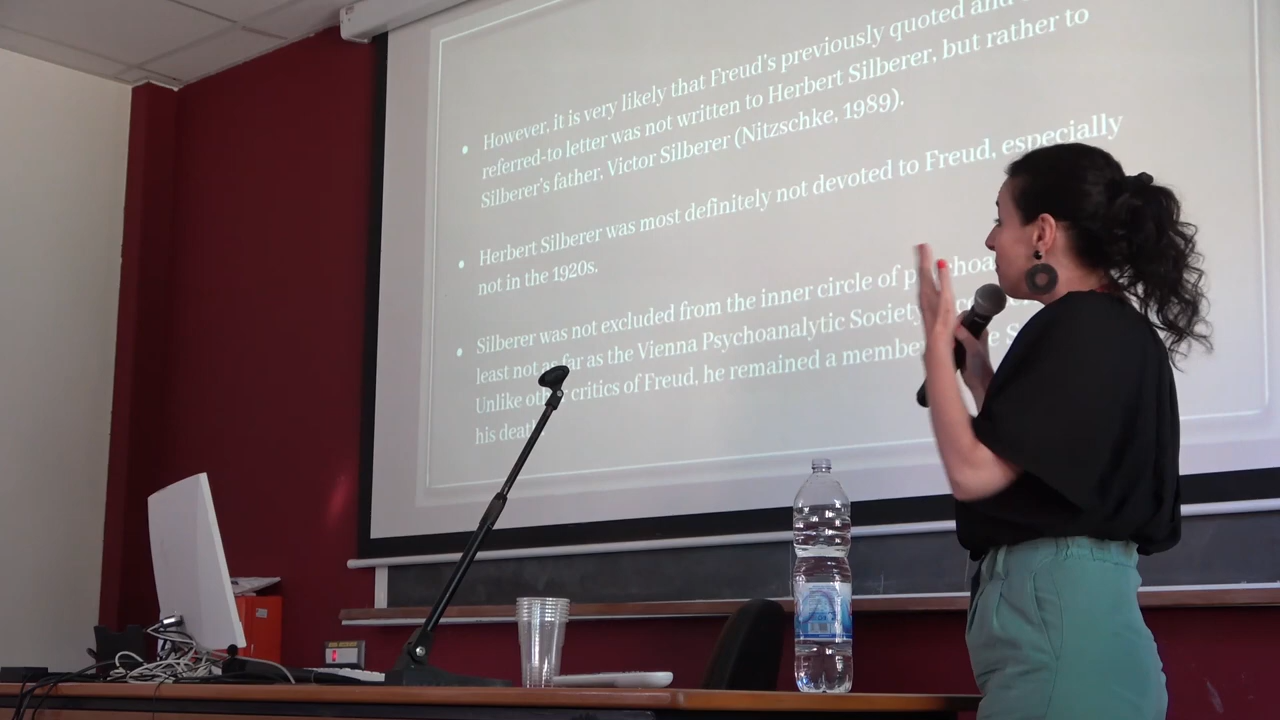 However, it is very likely that Freud's previously quoted and
referred-to letter was not written to Herbert Silberer, but rather to
Silberer's father, Victor Silberer (Nitzschke, 1989).
Herbert Silberer was most definitely not devoted to Freud, especially
not in the 1920s.
Silberer was not excluded from the inner circle of
least not as far as the Vienna Psychoanalytic Society
Unlike other critics of Freud, he remained a member
his death